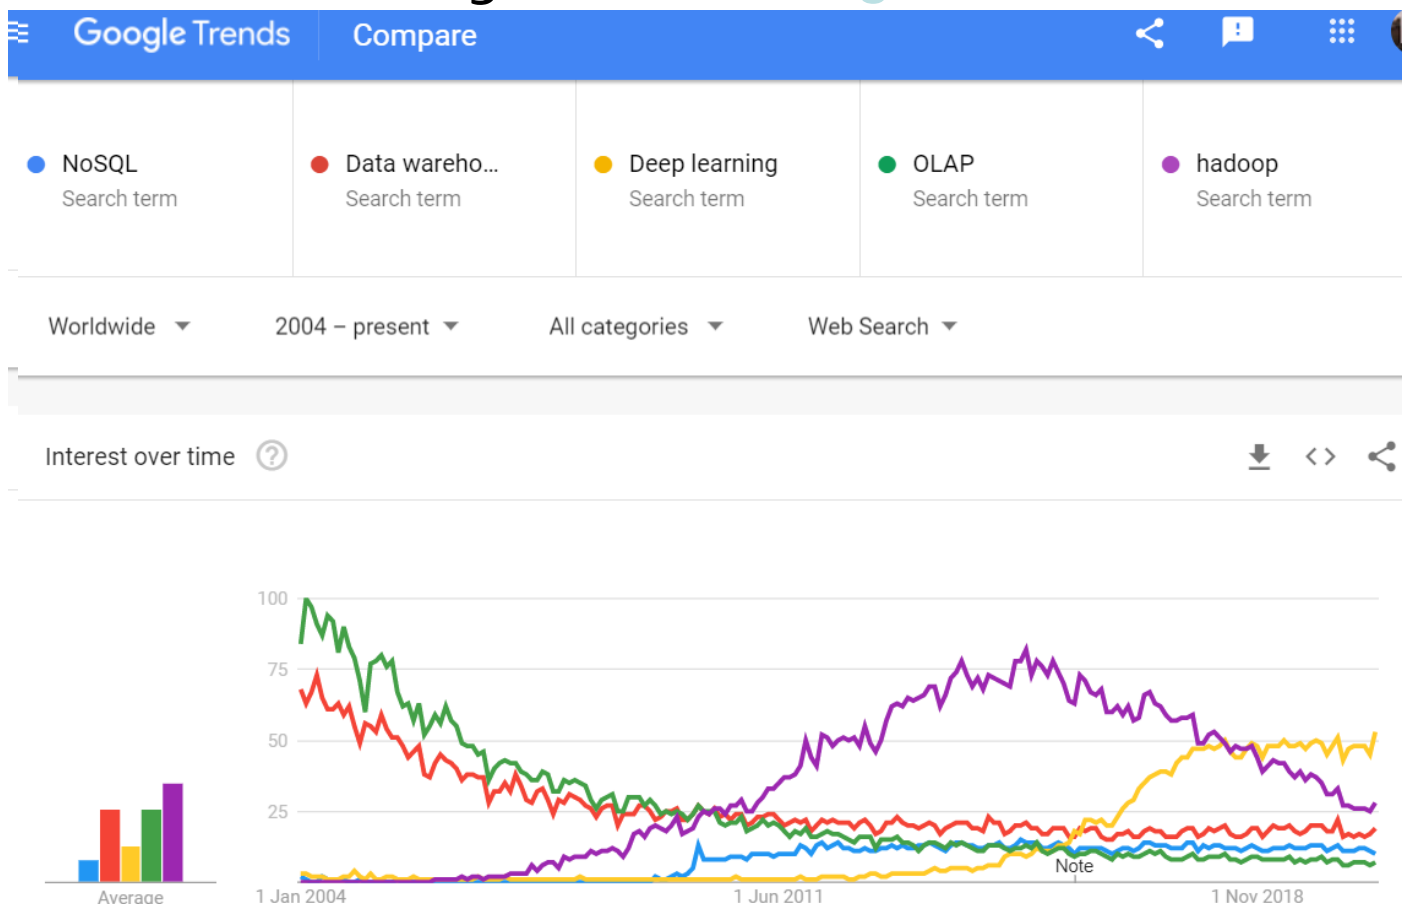 Google Trends Compare
NoSQL
Search term
Data wareho...
Search term
Deep learning
Search term
OLAP
Search term
hadoop
Search term
Worldwide 2004 – present All categories Web Search
Interest over time
100
75
50
25
Note
Average 1 Jan 2004 1 Jun 2011 1 Nov 2018